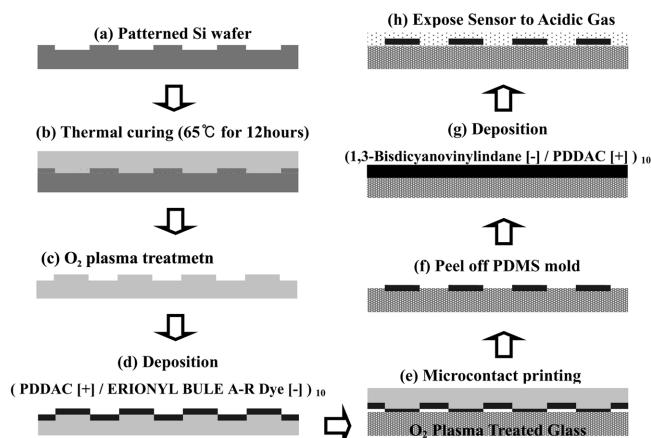 (a) Patterned Si wafer
(b) Thermal curing (65℃ for 12hours)
(c) O₂ plasma treatmetn
(d) Deposition
( PDDAC [+] / ERIONYL BULE A-R Dye [-] ) ₁₀
(e) Microcontact printing
O₂ Plasma Treated Glass
(f) Peel off PDMS mold
(g) Deposition
(1,3-Bisdicyanovinylindane [-] / PDDAC [+] ) ₁₀
(h) Expose Sensor to Acidic Gas